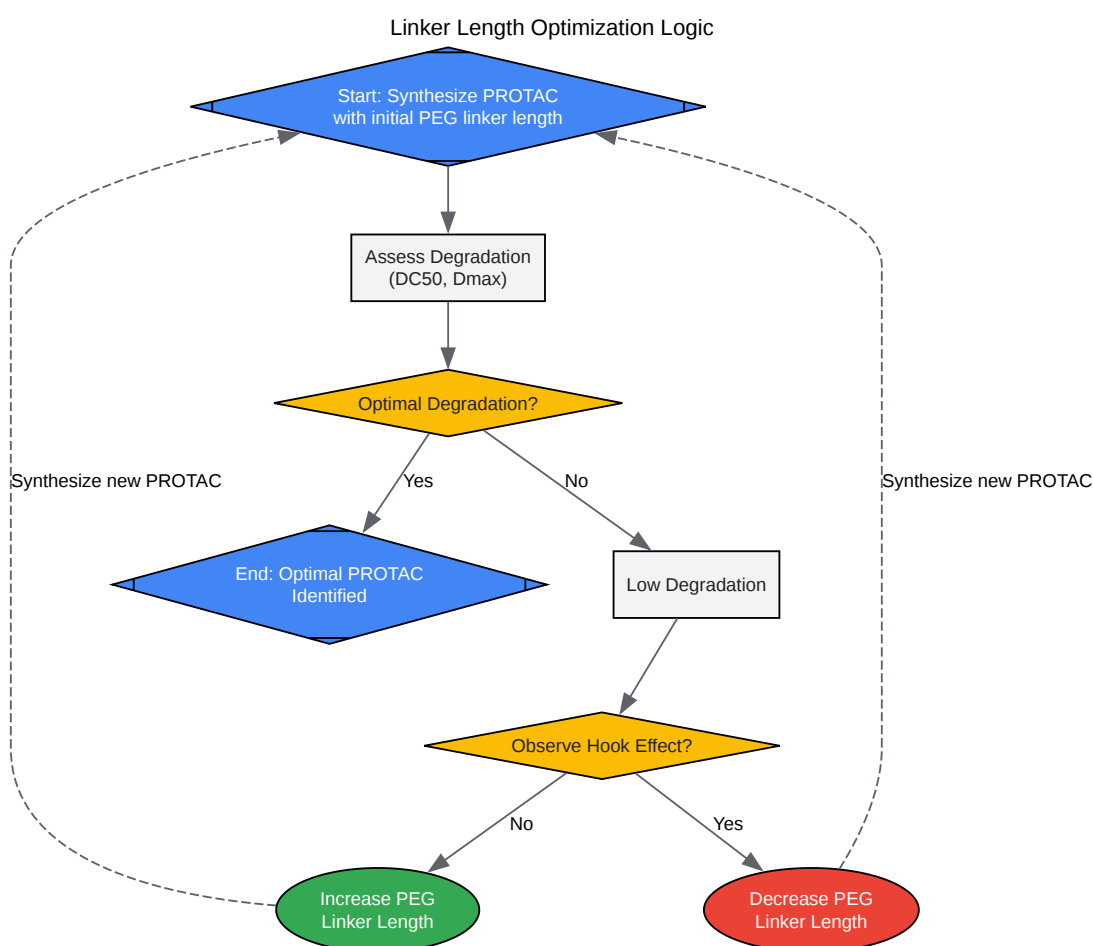 Linker Length Optimization Logic
Start: Synthesize PROTAC
with initial PEG linker length
Assess Degradation
(DC50, Dmax)
Optimal Degradation?
Synthesize new PROTAC
Yes
No
Synthesize new PROTAC
End: Optimal PROTAC
Identified
Low Degradation
Observe Hook Effect?
No
Yes
Increase PEG
Linker Length
Decrease PEG
Linker Length